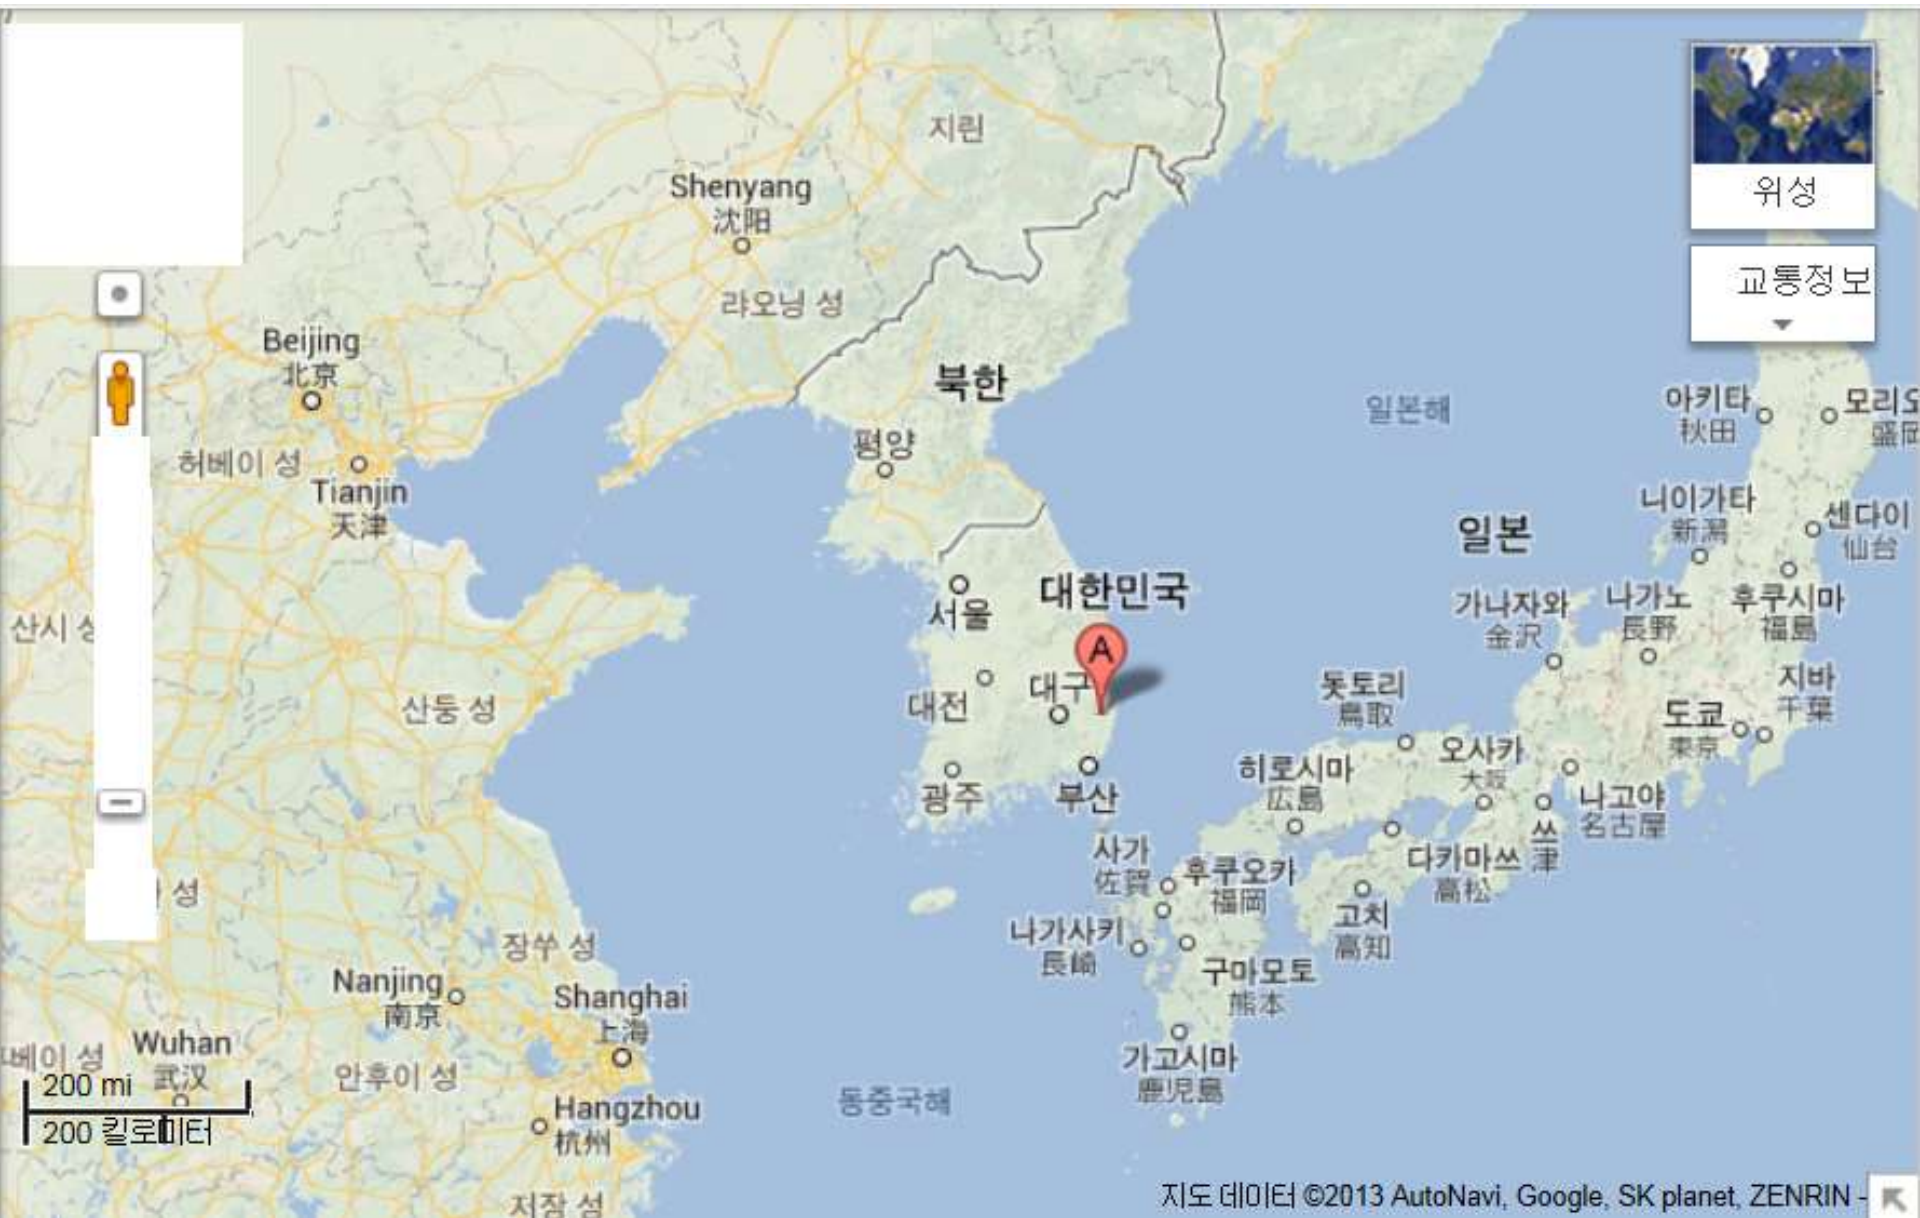 지린
Shenyang
沈阳
위성
교통정보
랴오닝 성
Beijing
北京
북한
일본해
아키타
秋田
盛岡
평양
허베이 성
Tianjin
天津
니이가타
新潟
센다이
仙台
일본
서울
대한민국
가나자와
金沢
나가노
長野
후쿠시마
福島
산시
A
대전
대구
산둥 성
돗토리
鳥取
지바
千葉
도쿄
東京
오사카
大阪
히로시마
広島
광주
부산
나고야
名古屋
쓰
津
사가
佐賀
후쿠오카
福岡
다카마쓰
高松
고치
高知
성
나가사키
長崎
장쑤 성
구마모토
熊本
Nanjing
南京
Shanghai
上海
Wuhan
武汉
베이 성
안후이 성
가고시마
鹿児島
200 mi
200 킬로미터
동중국해
Hangzhou
杭州
저장 성
지도 데이터 ©2013 AutoNavi, Google, SK planet, ZENRIN -